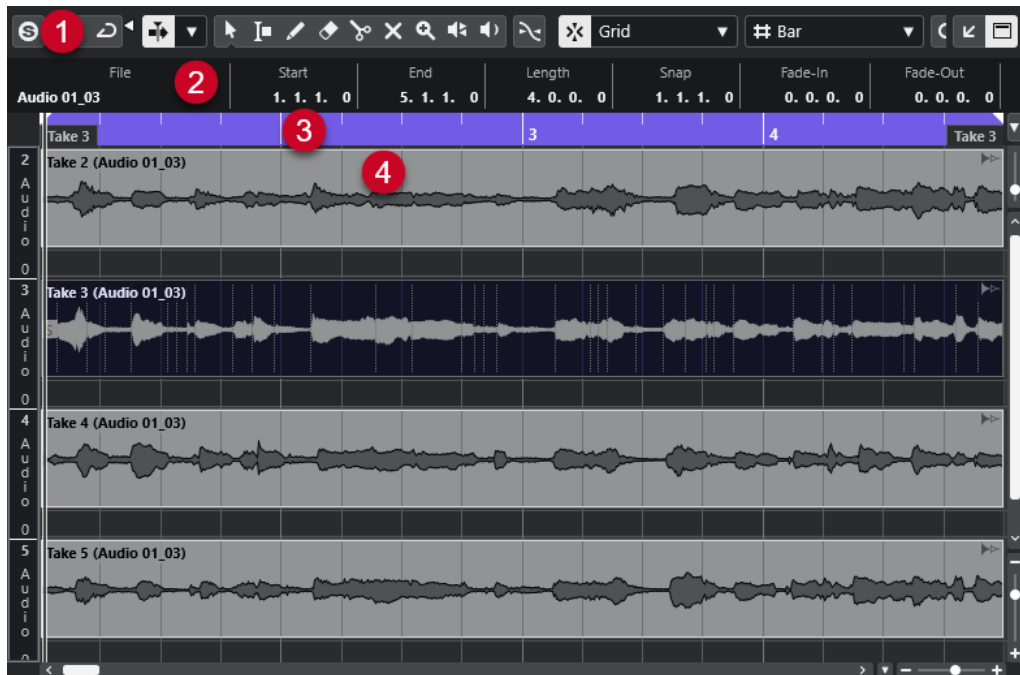 S 1 Grid Bar
File Start End Length Snap Fade-In Fade-Out
2
Audio 01_03 1. 1. 1. 0 5. 1. 1. 0 4. 0. 0. 0 1. 1. 1. 0 0. 0. 0. 0 0. 0. 0. 0
Take 3 3 3 4 Take 3
2 Take 2 (Audio 01_03)
4
Audio
0
3 Take 3 (Audio 01_03)
Audio
0
4 Take 4 (Audio 01_03)
Audio
0
5 Take 5 (Audio 01_03)
Audio